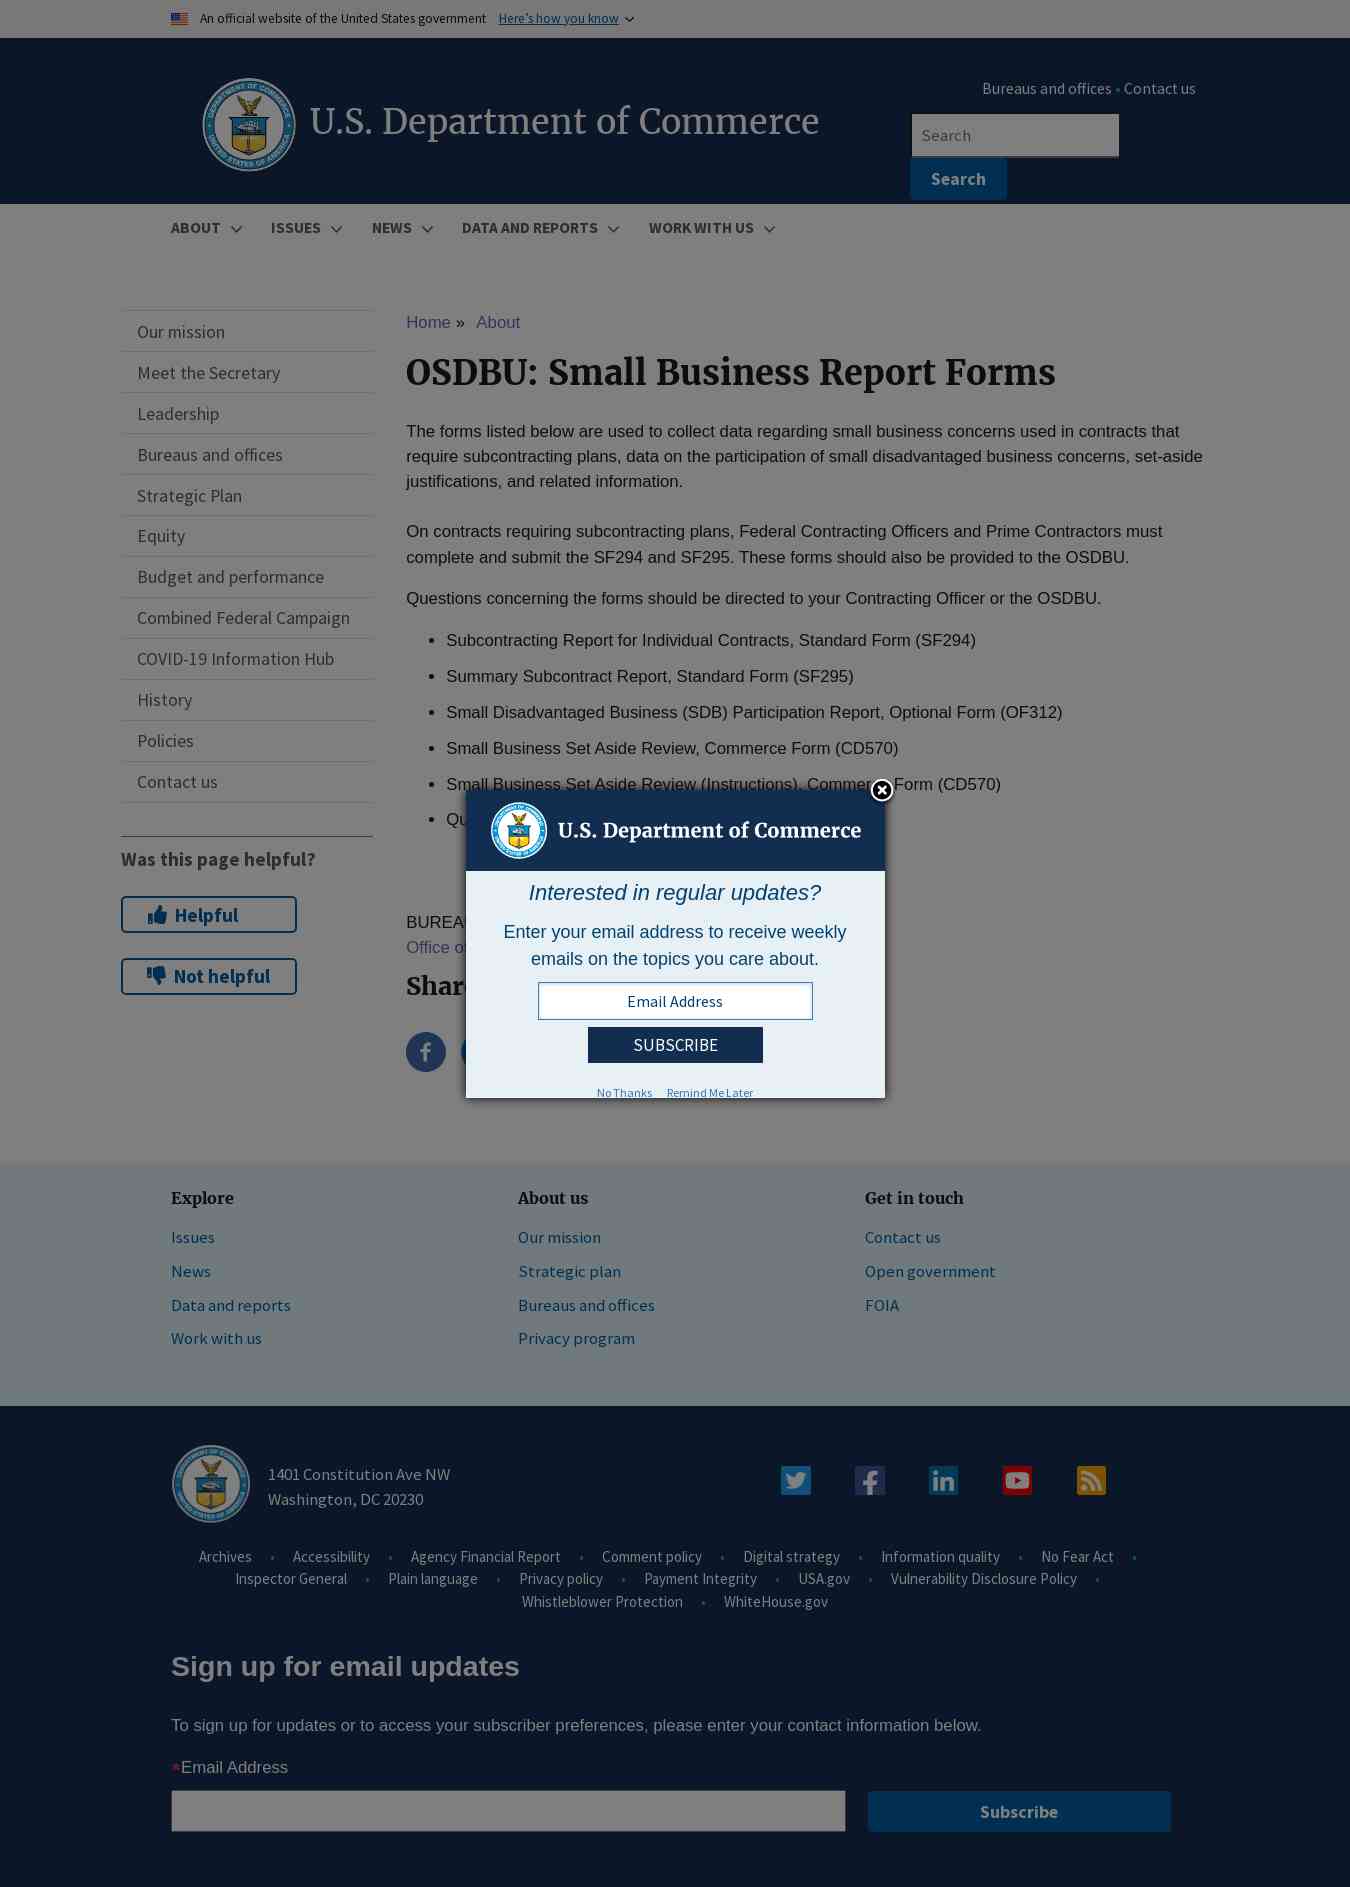 An official website of the United States government Here's how you know
Bureaus and offices • Contact us
U.S. Department of Commerce
Search
Search
ABOUT ISSUES NEWS DATA AND REPORTS WORK WITH US
Our mission
Meet the Secretary
Leadership
Bureaus and offices
Strategic Plan
Equity
Budget and performance
Combined Federal Campaign
COVID-19 Information Hub
History
Policies
Contact us
Was this page helpful?
Helpful
Not helpful
Home » About
OSDBU: Small Business Report Forms
The forms listed below are used to collect data regarding small business concerns used in contracts that
require subcontracting plans, data on the participation of small disadvantaged business concerns, set-aside
justifications, and related information.
On contracts requiring subcontracting plans, Federal Contracting Officers and Prime Contractors must
complete and submit the SF294 and SF295. These forms should also be provided to the OSDBU.
Questions concerning the forms should be directed to your Contracting Officer or the OSDBU.
• Subcontracting Report for Individual Contracts, Standard Form (SF294)
• Summary Subcontract Report, Standard Form (SF295)
• Small Disadvantaged Business (SDB) Participation Report, Optional Form (OF312)
• Small Business Set Aside Review, Commerce Form (CD570)
• Small Business Set Aside Review (Instructions), Commerce Form (CD570)
Office
Share
U.S. Department of Commerce
Interested in regular updates?
Enter your email address to receive weekly
emails on the topics you care about.
Email Address
SUBSCRIBE
No Thanks Remind Me Later
Explore
Issues
News
Data and reports
Work with us
About us
Our mission
Strategic plan
Bureaus and offices
Privacy program
Get in touch
Contact us
Open government
FOIA
1401 Constitution Ave NW
Washington, DC 20230
Archives • Accessibility • Agency Financial Report • Comment policy • Digital strategy • Information quality • No Fear Act •
Inspector General • Plain language • Privacy policy • Payment Integrity • USA.gov • Vulnerability Disclosure Policy •
Whistleblower Protection • WhiteHouse.gov
Sign up for email updates
To sign up for updates or to access your subscriber preferences, please enter your contact information below.
*Email Address
Subscribe